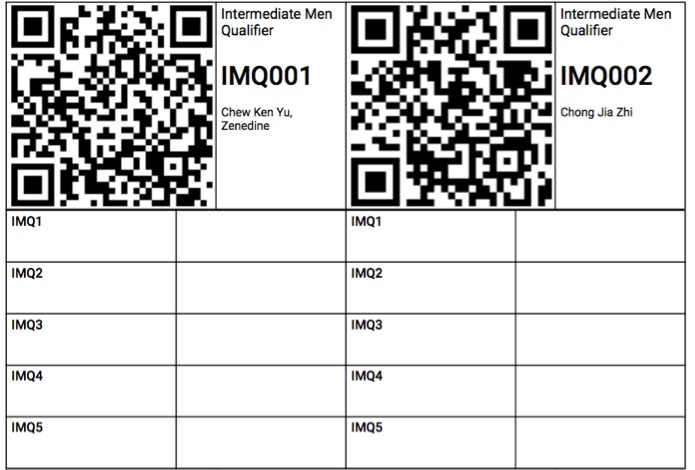 Intermediate Men
Qualifier
IMQ001
Chew Ken Yu,
Zenedine
Intermediate Men
Qualifier
IMQ002
Chong Jia Zhi
IMQ1
IMQ1
IMQ2
IMQ2
IMQ3
IMQ3
IMQ4
IMQ4
IMQ5
IMQ5